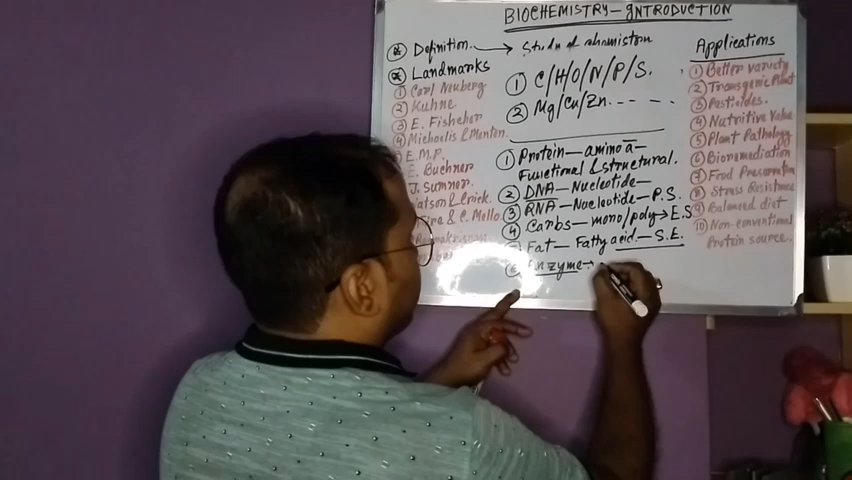 BIOCHEMISTRY — INTRODUCTION
Definition → Study of chemistry
Landmarks
① Carl Neuberg
② Kuhne
③ E. Fisheher
④ Michaelis & Menten.
E.M.P.
E. Buchner
J. Sumner
Watson & Crick.
Fire & C. Mello.
① C/H/O/N/P/S.
② Mg/Cu/Zn. - - - - -
① Protein — amino a —
Functional & structural.
② DNA — Nucleotide —
③ RNA — Nucleotide — P.S.
④ Carbs — mono/poly → E.S
Fat — Fatty acid — S.E.
⑥ Enzyme →
Applications
① Better variety
② Transgenic Plant
③ Pesticides.
④ Nutritive Value
⑤ Plant Pathology
⑥ Bioremediation
⑦ Food Preservation
⑧ Stress Resistance
⑨ Balanced diet
⑩ Non-conventional
Protein source.